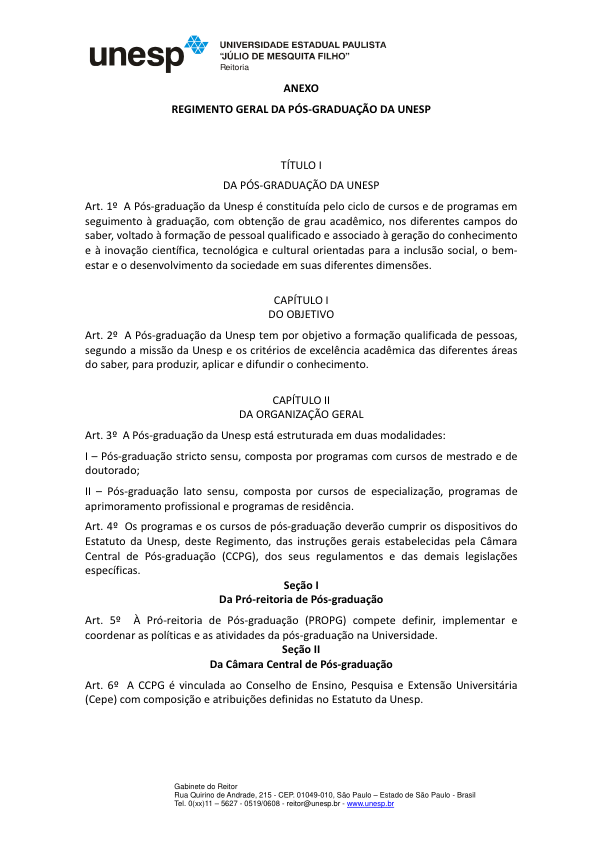 unesp
UNIVERSIDADE ESTADUAL PAULISTA
"JÚLIO DE MESQUITA FILHO"
Reitoria
ANEXO
REGIMENTO GERAL DA PÓS-GRADUAÇÃO DA UNESP
TÍTULO I
DA PÓS-GRADUAÇÃO DA UNESP
Art. 1º A Pós-graduação da Unesp é constituída pelo ciclo de cursos e de programas em
seguimento à graduação, com obtenção de grau acadêmico, nos diferentes campos do
saber, voltado à formação de pessoal qualificado e associado à geração do conhecimento
e à inovação científica, tecnológica e cultural orientadas para a inclusão social, o bem-
estar e o desenvolvimento da sociedade em suas diferentes dimensões.
CAPÍTULO I
DO OBJETIVO
Art. 2º A Pós-graduação da Unesp tem por objetivo a formação qualificada de pessoas,
segundo a missão da Unesp e os critérios de excelência acadêmica das diferentes áreas
do saber, para produzir, aplicar e difundir o conhecimento.
CAPÍTULO II
DA ORGANIZAÇÃO GERAL
Art. 3º A Pós-graduação da Unesp está estruturada em duas modalidades:
I – Pós-graduação stricto sensu, composta por programas com cursos de mestrado e de
doutorado;
II – Pós-graduação lato sensu, composta por cursos de especialização, programas de
aprimoramento profissional e programas de residência.
Art. 4º Os programas e os cursos de pós-graduação deverão cumprir os dispositivos do
Estatuto da Unesp, deste Regimento, das instruções gerais estabelecidas pela Câmara
Central de Pós-graduação (CCPG), dos seus regulamentos e das demais legislações
específicas.
Seção I
Da Pró-reitoria de Pós-graduação
Art. 5º À Pró-reitoria de Pós-graduação (PROPG) compete definir, implementar e
coordenar as políticas e as atividades da pós-graduação na Universidade.
Seção II
Da Câmara Central de Pós-graduação
Art. 6º A CCPG é vinculada ao Conselho de Ensino, Pesquisa e Extensão Universitária
(Cepe) com composição e atribuições definidas no Estatuto da Unesp.
Gabinete do Reitor
Rua Quirino de Andrade, 215 - CEP. 01049-010, São Paulo – Estado de São Paulo - Brasil
Tel. 0(xx)11 – 5627 - 0519/0608 - reitor@unesp.br - www.unesp.br